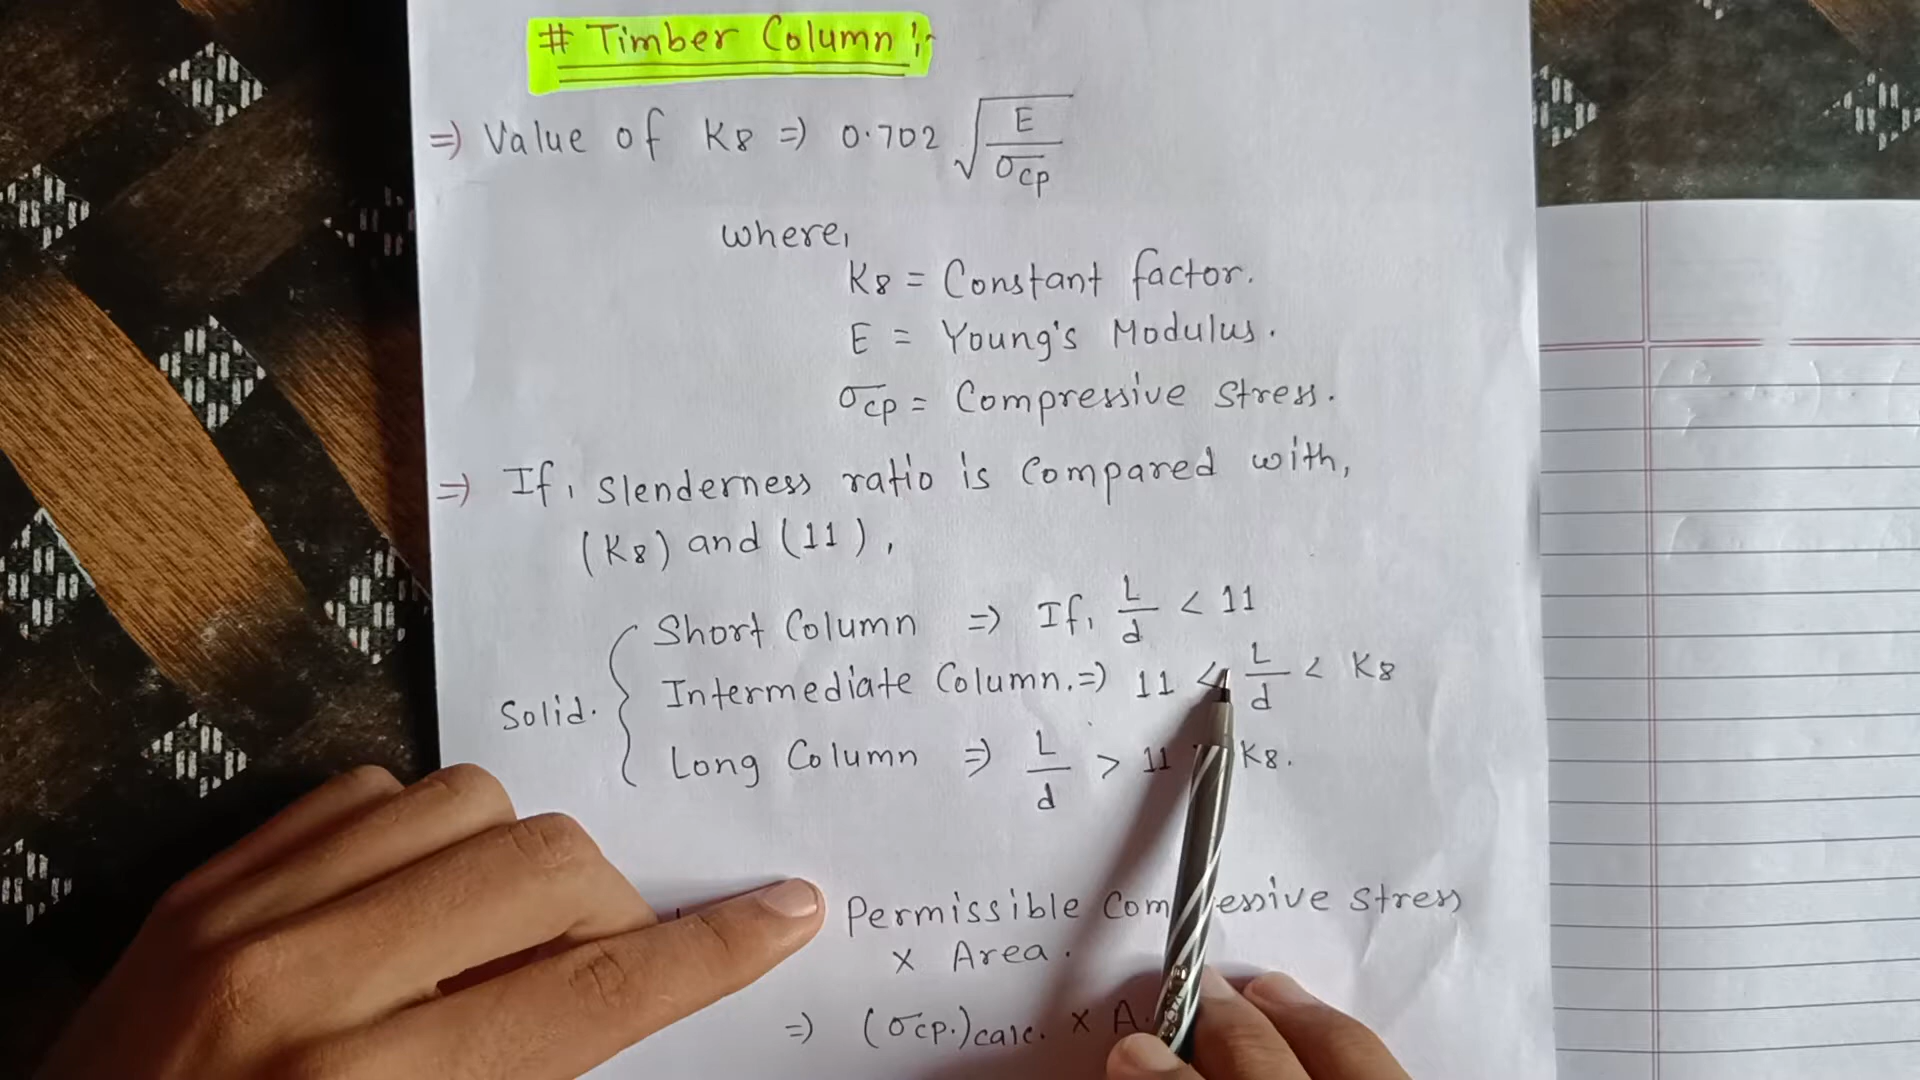 # Timber Column :-
=) Value of K8 =) 0.702 √(E/σcp)
where,
K8 = Constant factor.
E = Young's Modulus.
σcp = Compressive stress.
=) If, slenderness ratio is compared with,
(K8) and (11),
Solid.
Short Column =) If, L/d < 11
Intermediate Column.=) 11 < L/d < K8
Long Column =) L/d > 11 K8.
Permissible stress
x Area.
=) (σcp.)calc. x A.